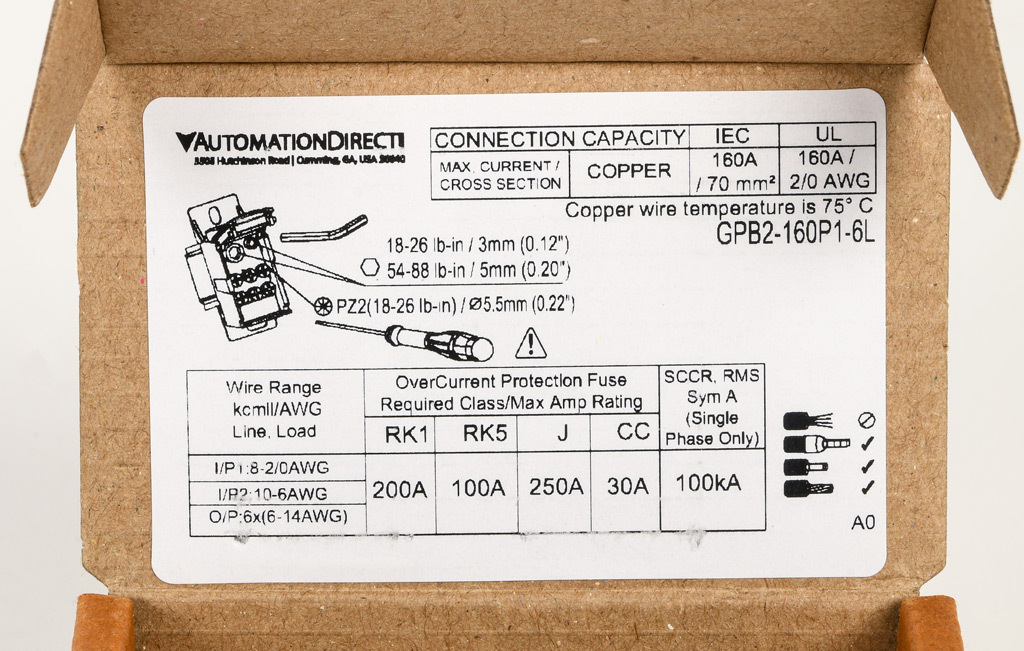 AUTOMATIONDIRECT
3505 Hutchinson Road | Cumming, GA, USA 30040
CONNECTION CAPACITY IEC UL
MAX. CURRENT / CROSS SECTION COPPER 160A / 70 mm² 160A / 2/0 AWG
Copper wire temperature is 75° C
GPB2-160P1-6L
18-26 lb-in / 3mm (0.12")
54-88 lb-in / 5mm (0.20")
PZ2(18-26 lb-in) / Ø5.5mm (0.22")
Wire Range
kcmil/AWG
Line, Load
OverCurrent Protection Fuse
Required Class/Max Amp Rating
RK1 RK5 J CC
SCCR, RMS
Sym A
(Single
Phase Only)
I/P1:8-2/0AWG
I/P2:10-6AWG
O/P:6x(6-14AWG)
200A 100A 250A 30A 100kA
A0